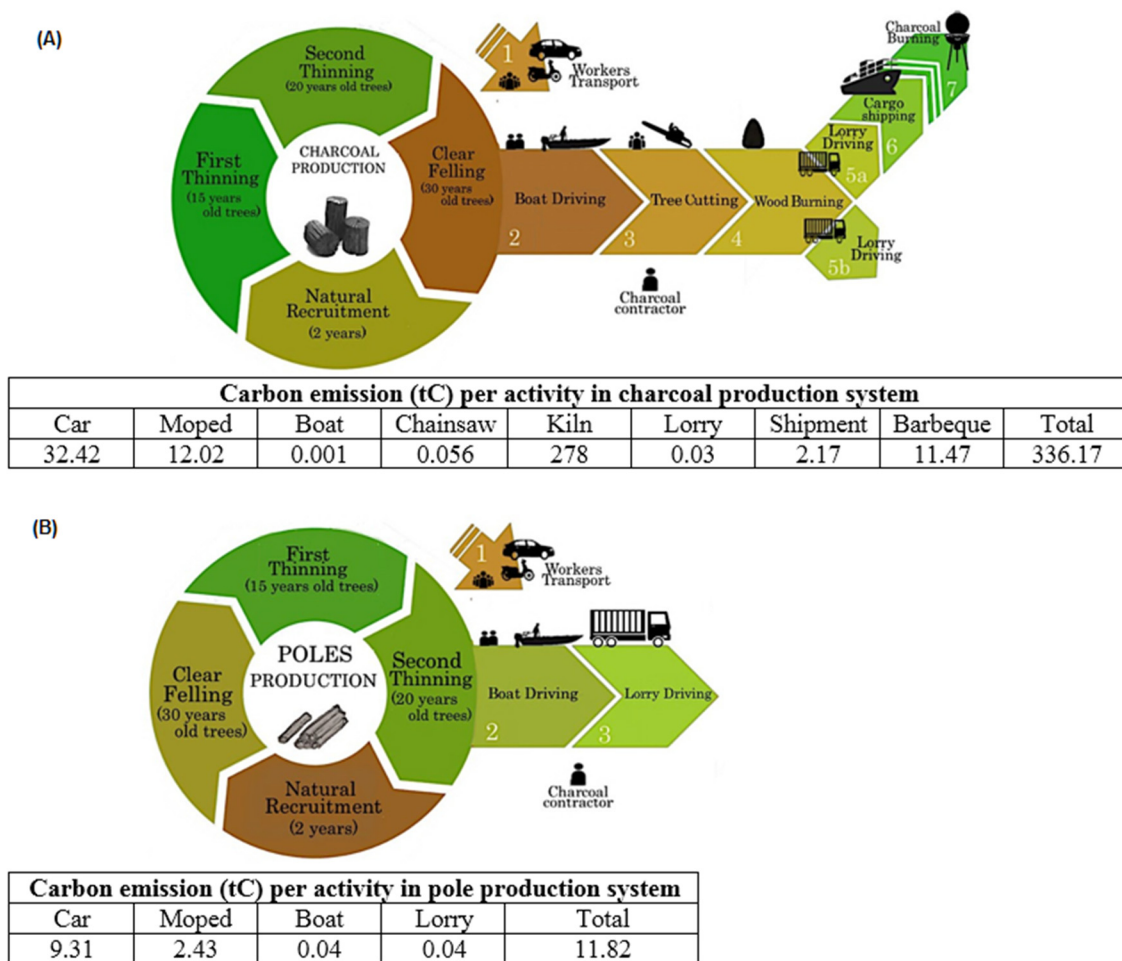 (A)
Second
Thinning
(20 years old trees)
First
Thinning
(15 years
old trees)
CHARCOAL
PRODUCTION
Clear
Felling
(30 years
old trees)
Natural
Recruitment
(2 years)
1
Workers
Transport
Boat Driving
2
Tree Cutting
3
Wood Burning
4
Charcoal
contractor
Lorry
Driving
5a
Lorry
Driving
5b
Cargo
shipping
6
Charcoal
Burning
7
Carbon emission (tC) per activity in charcoal production system
Car Moped Boat Chainsaw Kiln Lorry Shipment Barbeque Total
32.42 12.02 0.001 0.056 278 0.03 2.17 11.47 336.17
(B)
First
Thinning
(15 years old trees)
Clear
Felling
(30 years
old trees)
POLES
PRODUCTION
Second
Thinning
(20 years
old trees)
Natural
Recruitment
(2 years)
1
Workers
Transport
Boat Driving
2
Lorry Driving
3
Charcoal
contractor
Carbon emission (tC) per activity in pole production system
Car Moped Boat Lorry Total
9.31 2.43 0.04 0.04 11.82